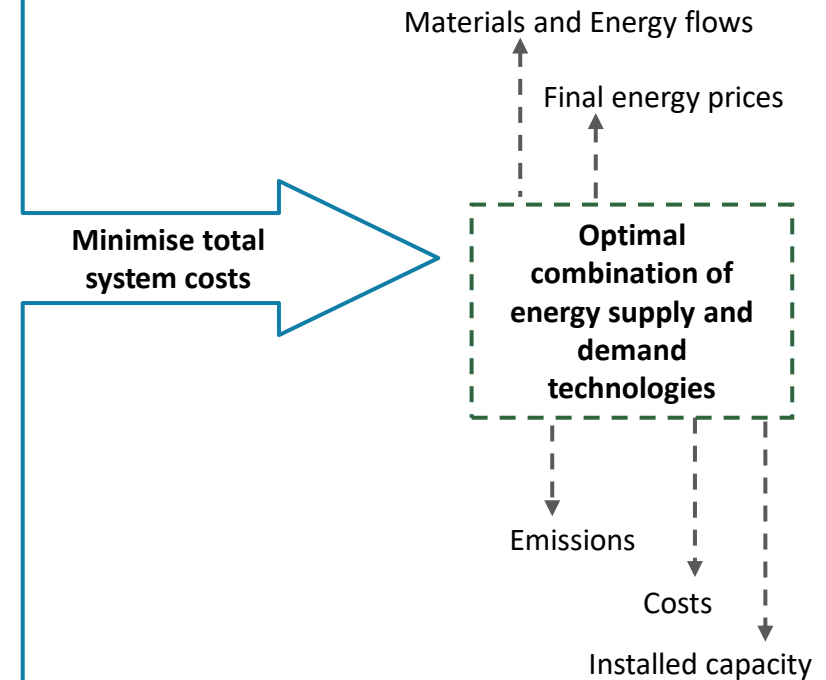 Materials and Energy flows
Final energy prices
Minimise total
system costs
Optimal
combination of
energy supply and
demand
technologies
Emissions
Costs
Installed capacity